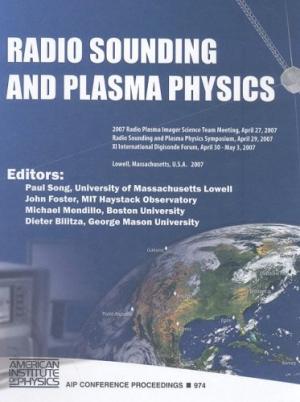 RADIO SOUNDING
AND PLASMA PHYSICS
2007 Radio Plasma Imager Science Team Meeting, April 27, 2007
Radio Sounding and Plasma Physics Symposium, April 29, 2007
XI International Digisonde Forum, April 30 - May 3, 2007
Lowell, Massachusetts, U.S.A. 2007
Editors:
Paul Song, University of Massachusetts Lowell
John Foster, MIT Haystack Observatory
Michael Mendillo, Boston University
Dieter Bilitza, George Mason University
Gakona
AMERICAN
INSTITUTE
OF PHYSICS
AIP CONFERENCE PROCEEDINGS ■ 974